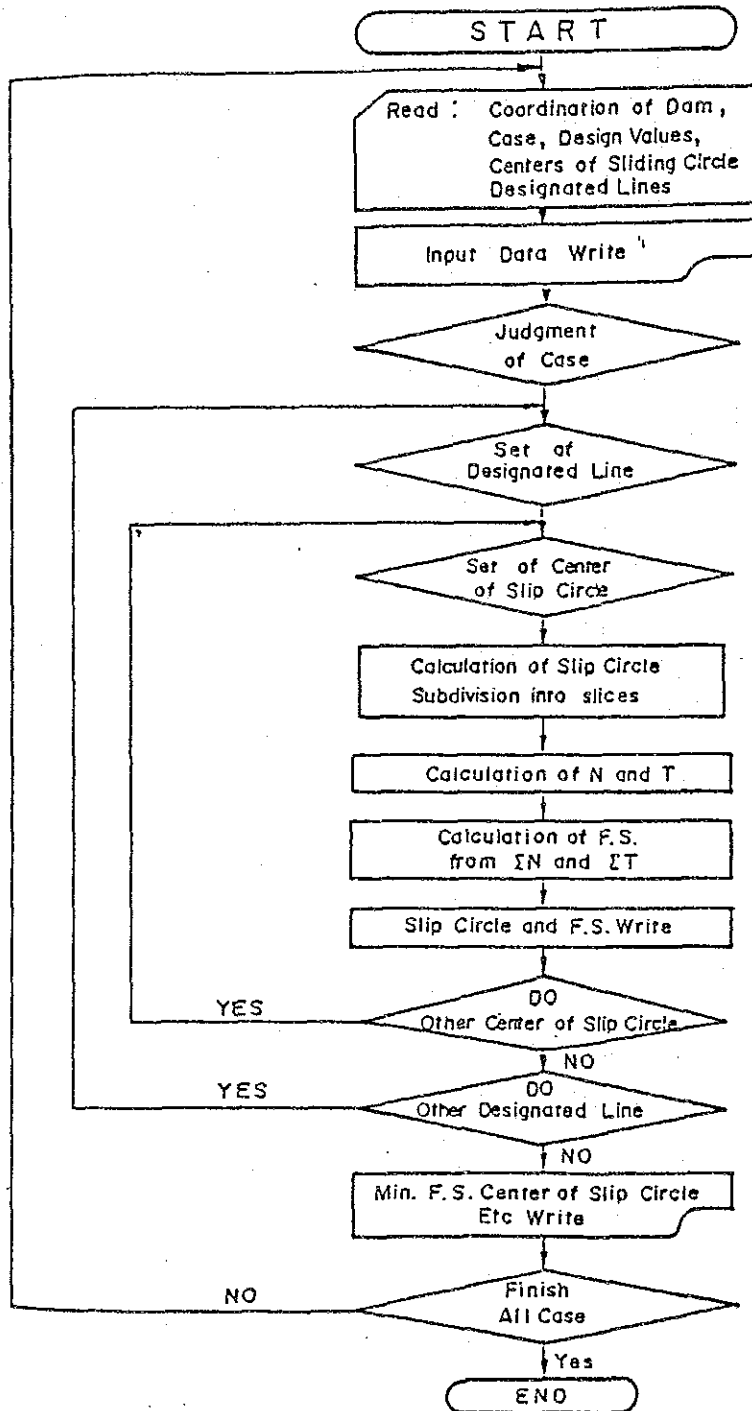 START
Read : Coordination of Dam,
Case, Design Values,
Centers of Sliding Circle
Designated Lines
Input Data Write
Judgment
of Case
Set of
Designated Line
Set of Center
of Slip Circle
Calculation of Slip Circle
Subdivision into slices
Calculation of N and T
Calculation of F.S.
from ΣN and ΣT
Slip Circle and F.S. Write
DO
Other Center of Slip Circle
YES
NO
DO
Other Designated Line
YES
NO
Min. F.S. Center of Slip Circle
Etc Write
Finish
All Case
NO
Yes
END